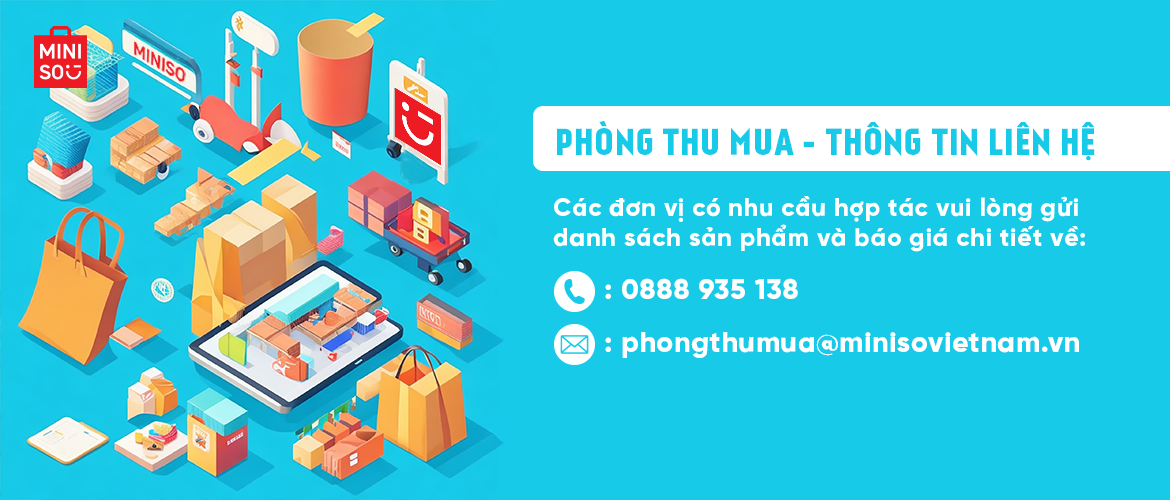 MINI
SO
MINISO
PHÒNG THU MUA - THÔNG TIN LIÊN HỆ
Các đơn vị có nhu cầu hợp tác vui lòng gửi
danh sách sản phẩm và báo giá chi tiết về:
: 0888 935 138
: phongthumua@minisovietnam.vn